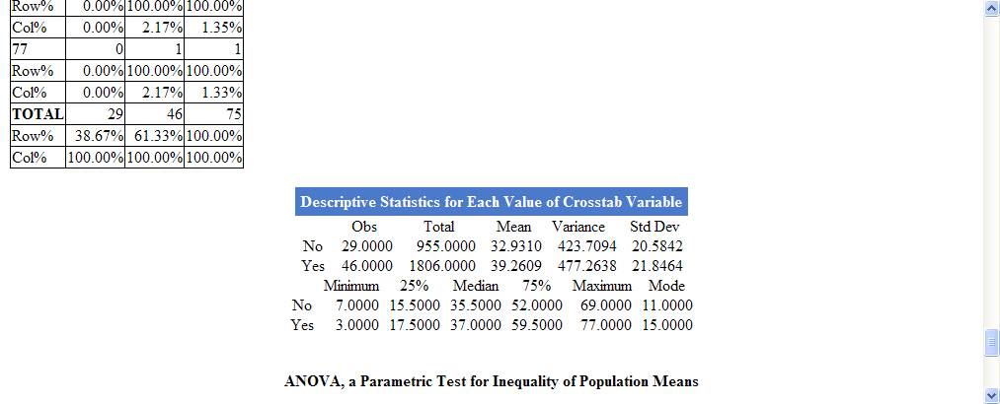 Row% 0.00% 100.00% 100.00%
Col% 0.00% 2.17% 1.35%
77 0 1 1
Row% 0.00% 100.00% 100.00%
Col% 0.00% 2.17% 1.33%
TOTAL 29 46 75
Row% 38.67% 61.33% 100.00%
Col% 100.00% 100.00% 100.00%
Descriptive Statistics for Each Value of Crosstab Variable
Obs Total Mean Variance Std Dev
No 29.0000 955.0000 32.9310 423.7094 20.5842
Yes 46.0000 1806.0000 39.2609 477.2638 21.8464
Minimum 25% Median 75% Maximum Mode
No 7.0000 15.5000 35.5000 52.0000 69.0000 11.0000
Yes 3.0000 17.5000 37.0000 59.5000 77.0000 15.0000
ANOVA, a Parametric Test for Inequality of Population Means